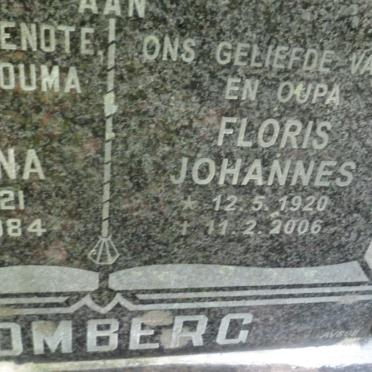 AAN
ENOTE
OUMA
NA
21
984
ONS GELIEFDE VA
EN OUPA
FLORIS
JOHANNES
* 12.5.1920
+ 11.2.2006
OMBERG